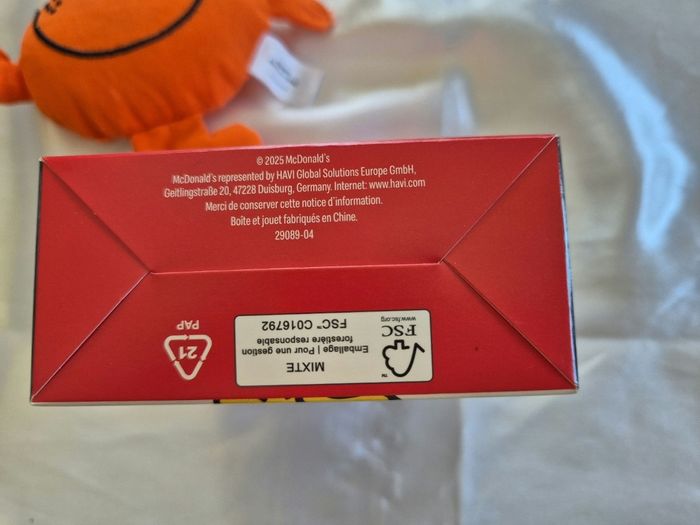 © 2025 McDonald's
McDonald's represented by HAVI Global Solutions Europe GmbH,
Geitlingstraße 20, 47228 Duisburg, Germany. Internet: www.havi.com
Merci de conserver cette notice d'information.
Boîte et jouet fabriqués en Chine.
29089-04
™
FSC
www.fsc.org
MIXTE
Emballage | Pour une gestion
forestière responsable
FSC™ C016792
21
PAP